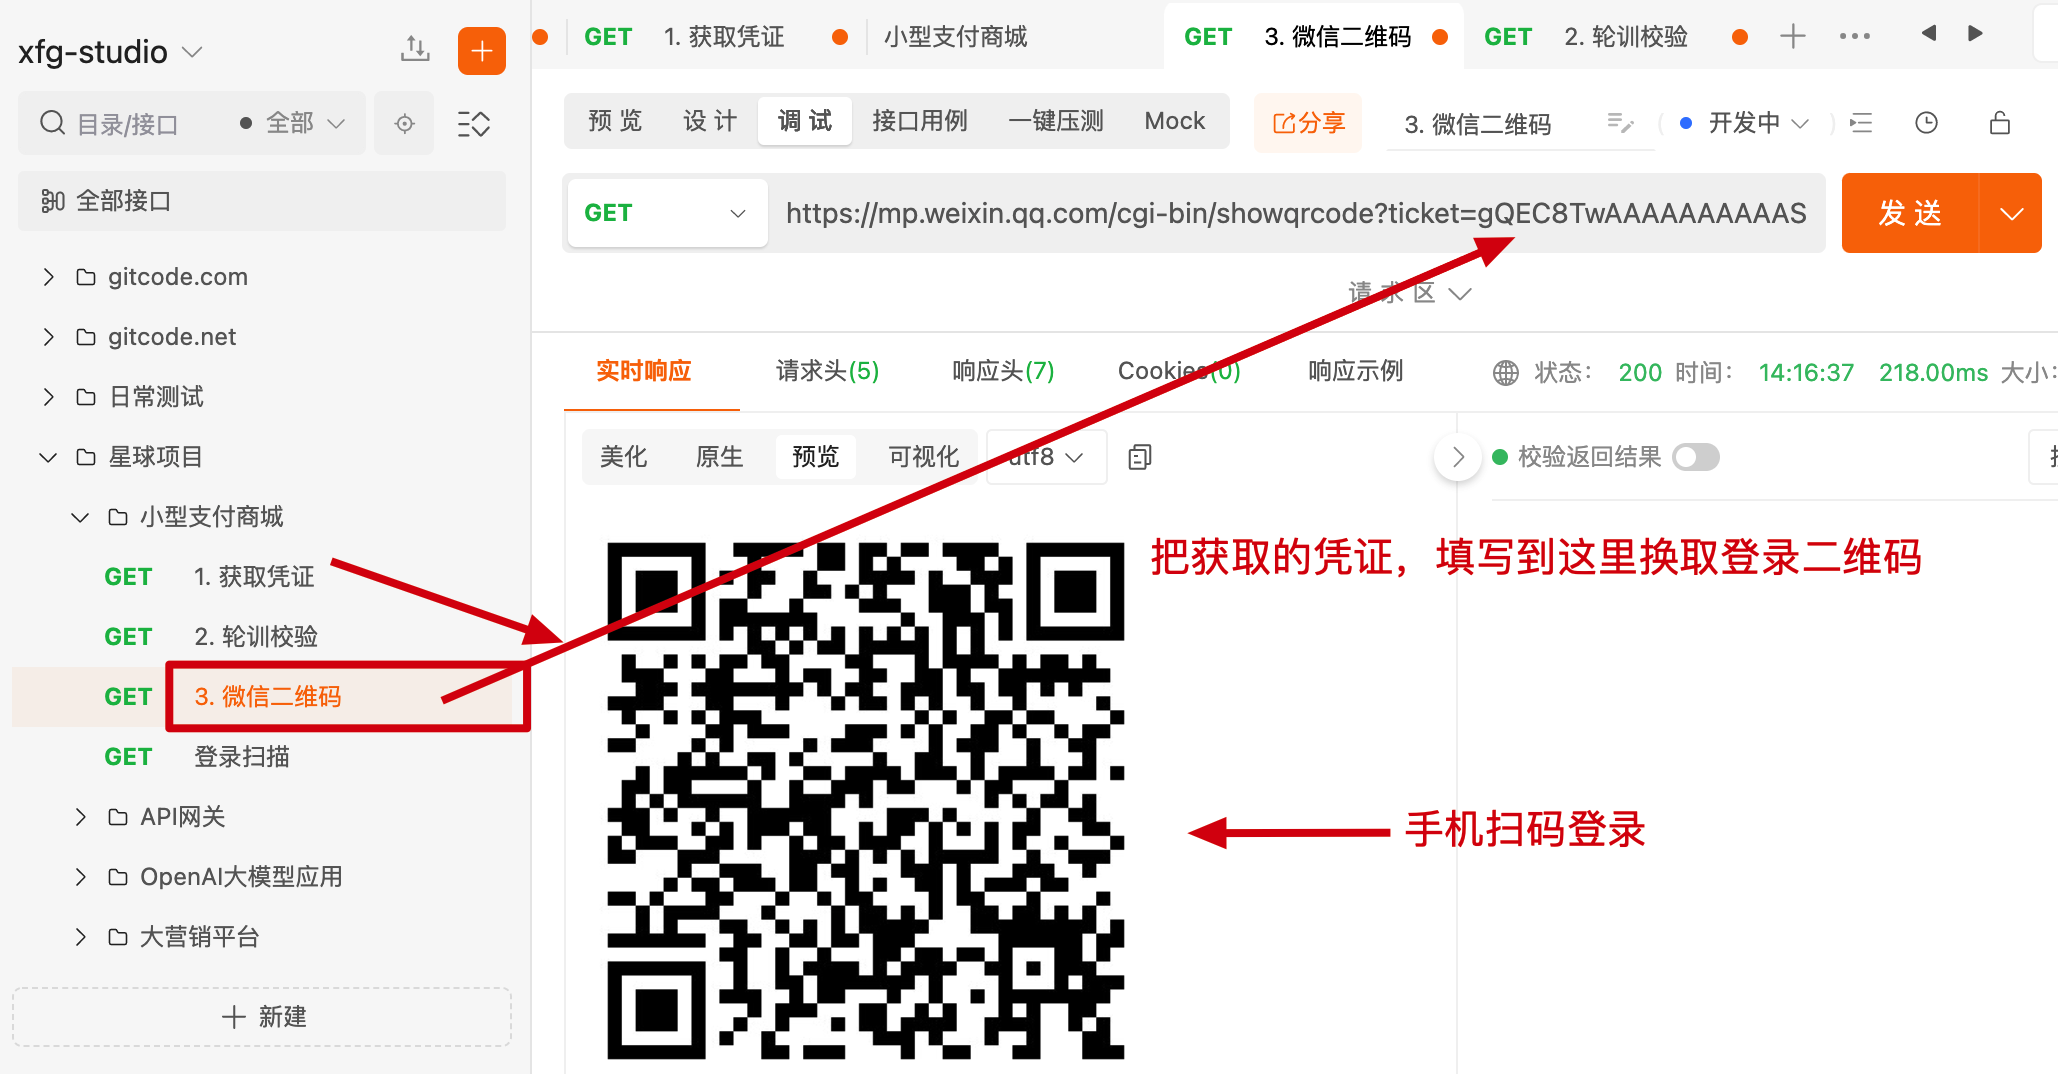 xfg-studio
目录/接口
全部
全部接口
gitcode.com
gitcode.net
日常测试
星球项目
小型支付商城
GET 1. 获取凭证
GET 2. 轮训校验
GET 3. 微信二维码
GET 登录扫描
API网关
OpenAI大模型应用
大营销平台
新建
GET 1. 获取凭证
小型支付商城
GET 3. 微信二维码
GET 2. 轮训校验
预 览 设 计 调 试 接口用例 一键压测 Mock
分享
3. 微信二维码
开发中
GET https://mp.weixin.qq.com/cgi-bin/showqrcode?ticket=gQEC8TwAAAAAAAAAAS
发 送
请 求 区
实时响应 请求头(5) 响应头(7) Cookies(0) 响应示例
状态: 200 时间: 14:16:37 218.00ms 大小:
美化 原生 预览 可视化 utf8
校验返回结果
把获取的凭证，填写到这里换取登录二维码
手机扫码登录